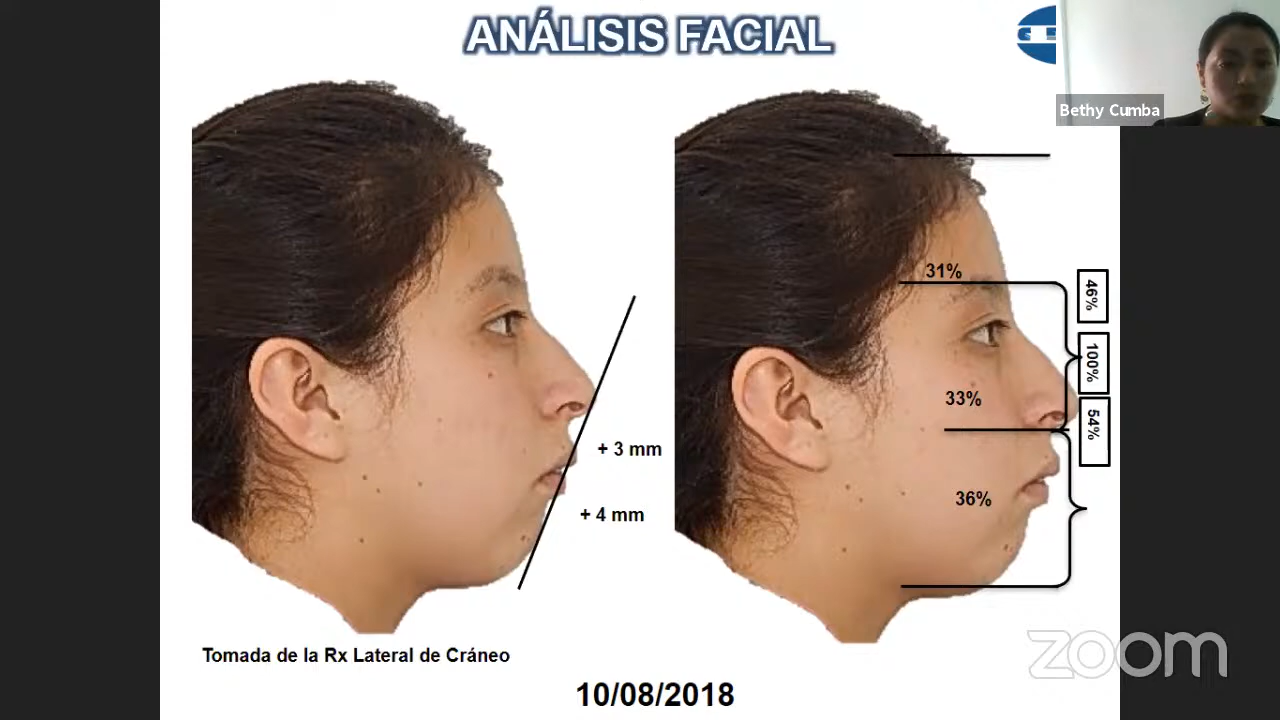 ANÁLISIS FACIAL
Bethy Cumba
31%
46%
100%
33%
54%
+ 3 mm
36%
+ 4 mm
zoom
Tomada de la Rx Lateral de Cráneo
10/08/2018